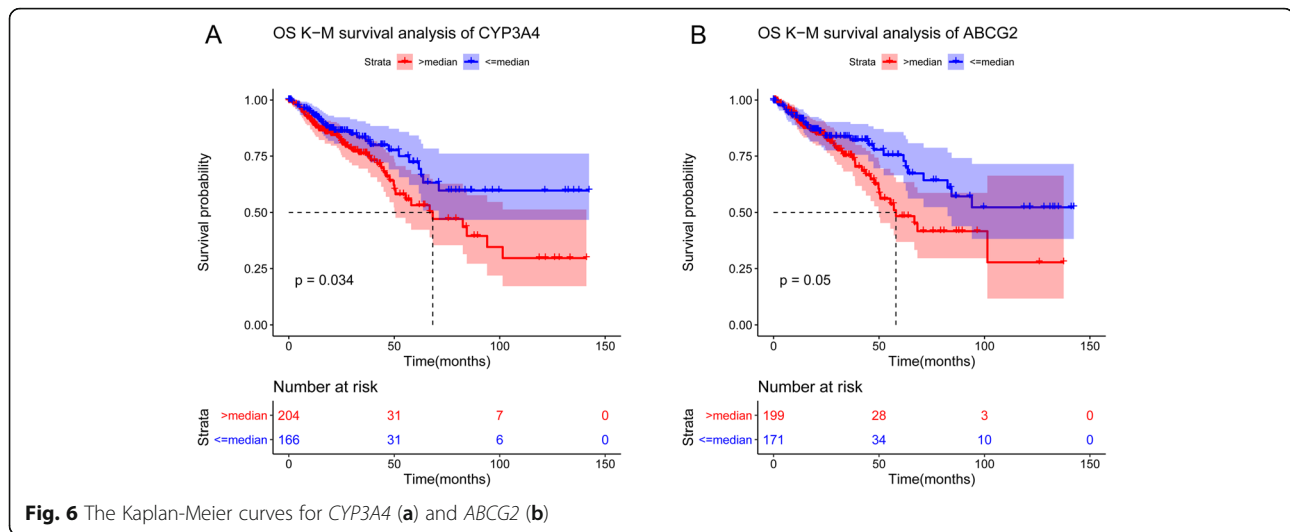 A
OS K−M survival analysis of CYP3A4
Strata >median <=median
1.00
0.75
0.50
0.25
0.00
Survival probability
p = 0.034
0 50 100 150
Time(months)
Number at risk
Strata
>median 204 31 7 0
<=median 166 31 6 0
0 50 100 150
Time(months)
B
OS K−M survival analysis of ABCG2
Strata >median <=median
1.00
0.75
0.50
0.25
0.00
Survival probability
p = 0.05
0 50 100 150
Time(months)
Number at risk
Strata
>median 199 28 3 0
<=median 171 34 10 0
0 50 100 150
Time(months)
Fig. 6 The Kaplan-Meier curves for CYP3A4 (a) and ABCG2 (b)